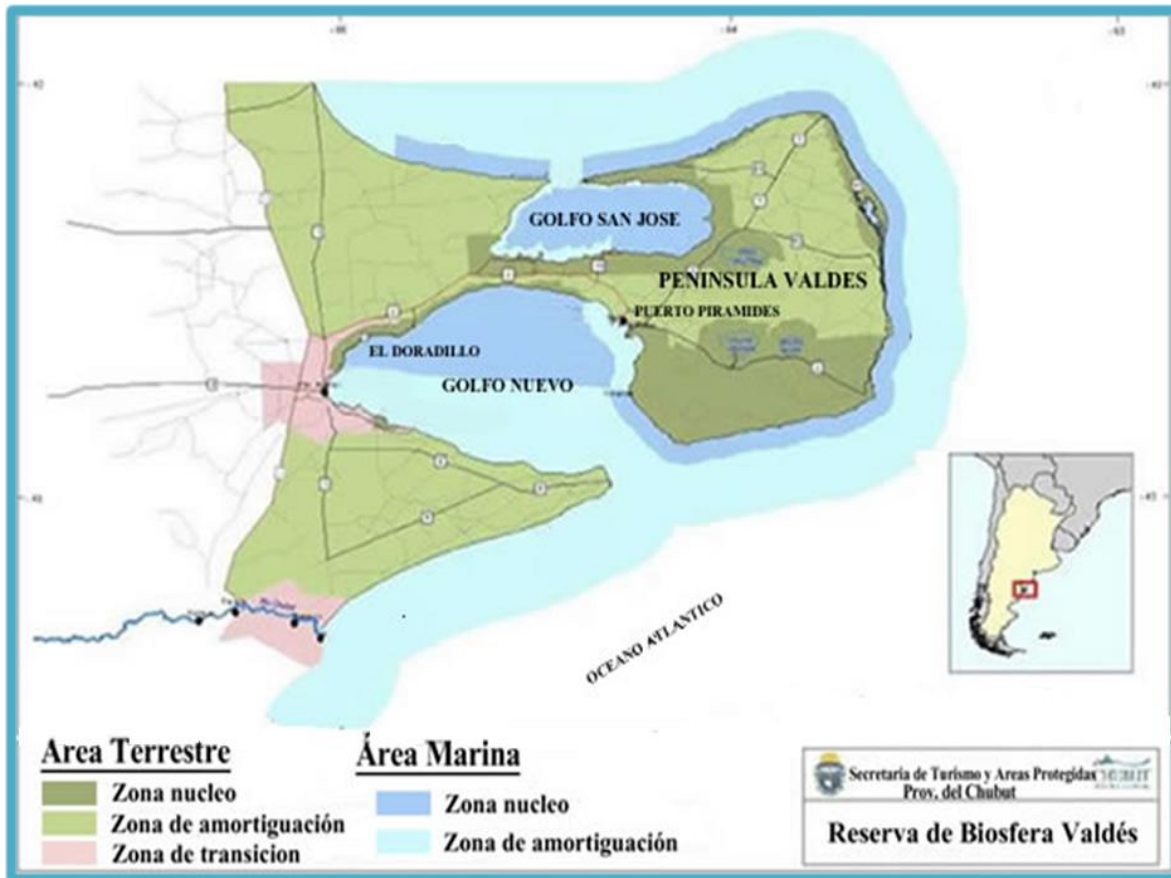 GOLFO SAN JOSE
PENINSULA VALDES
PUERTO PIRAMIDES
EL DORADILLO
GOLFO NUEVO
OCEANO ATLANTICO
Area Terrestre
Zona nucleo
Zona de amortiguación
Zona de transicion
Área Marina
Zona nucleo
Zona de amortiguación
Secretaria de Turismo y Areas Protegidas
Prov. del Chubut
CHUBUT
Reserva de Biosfera Valdés